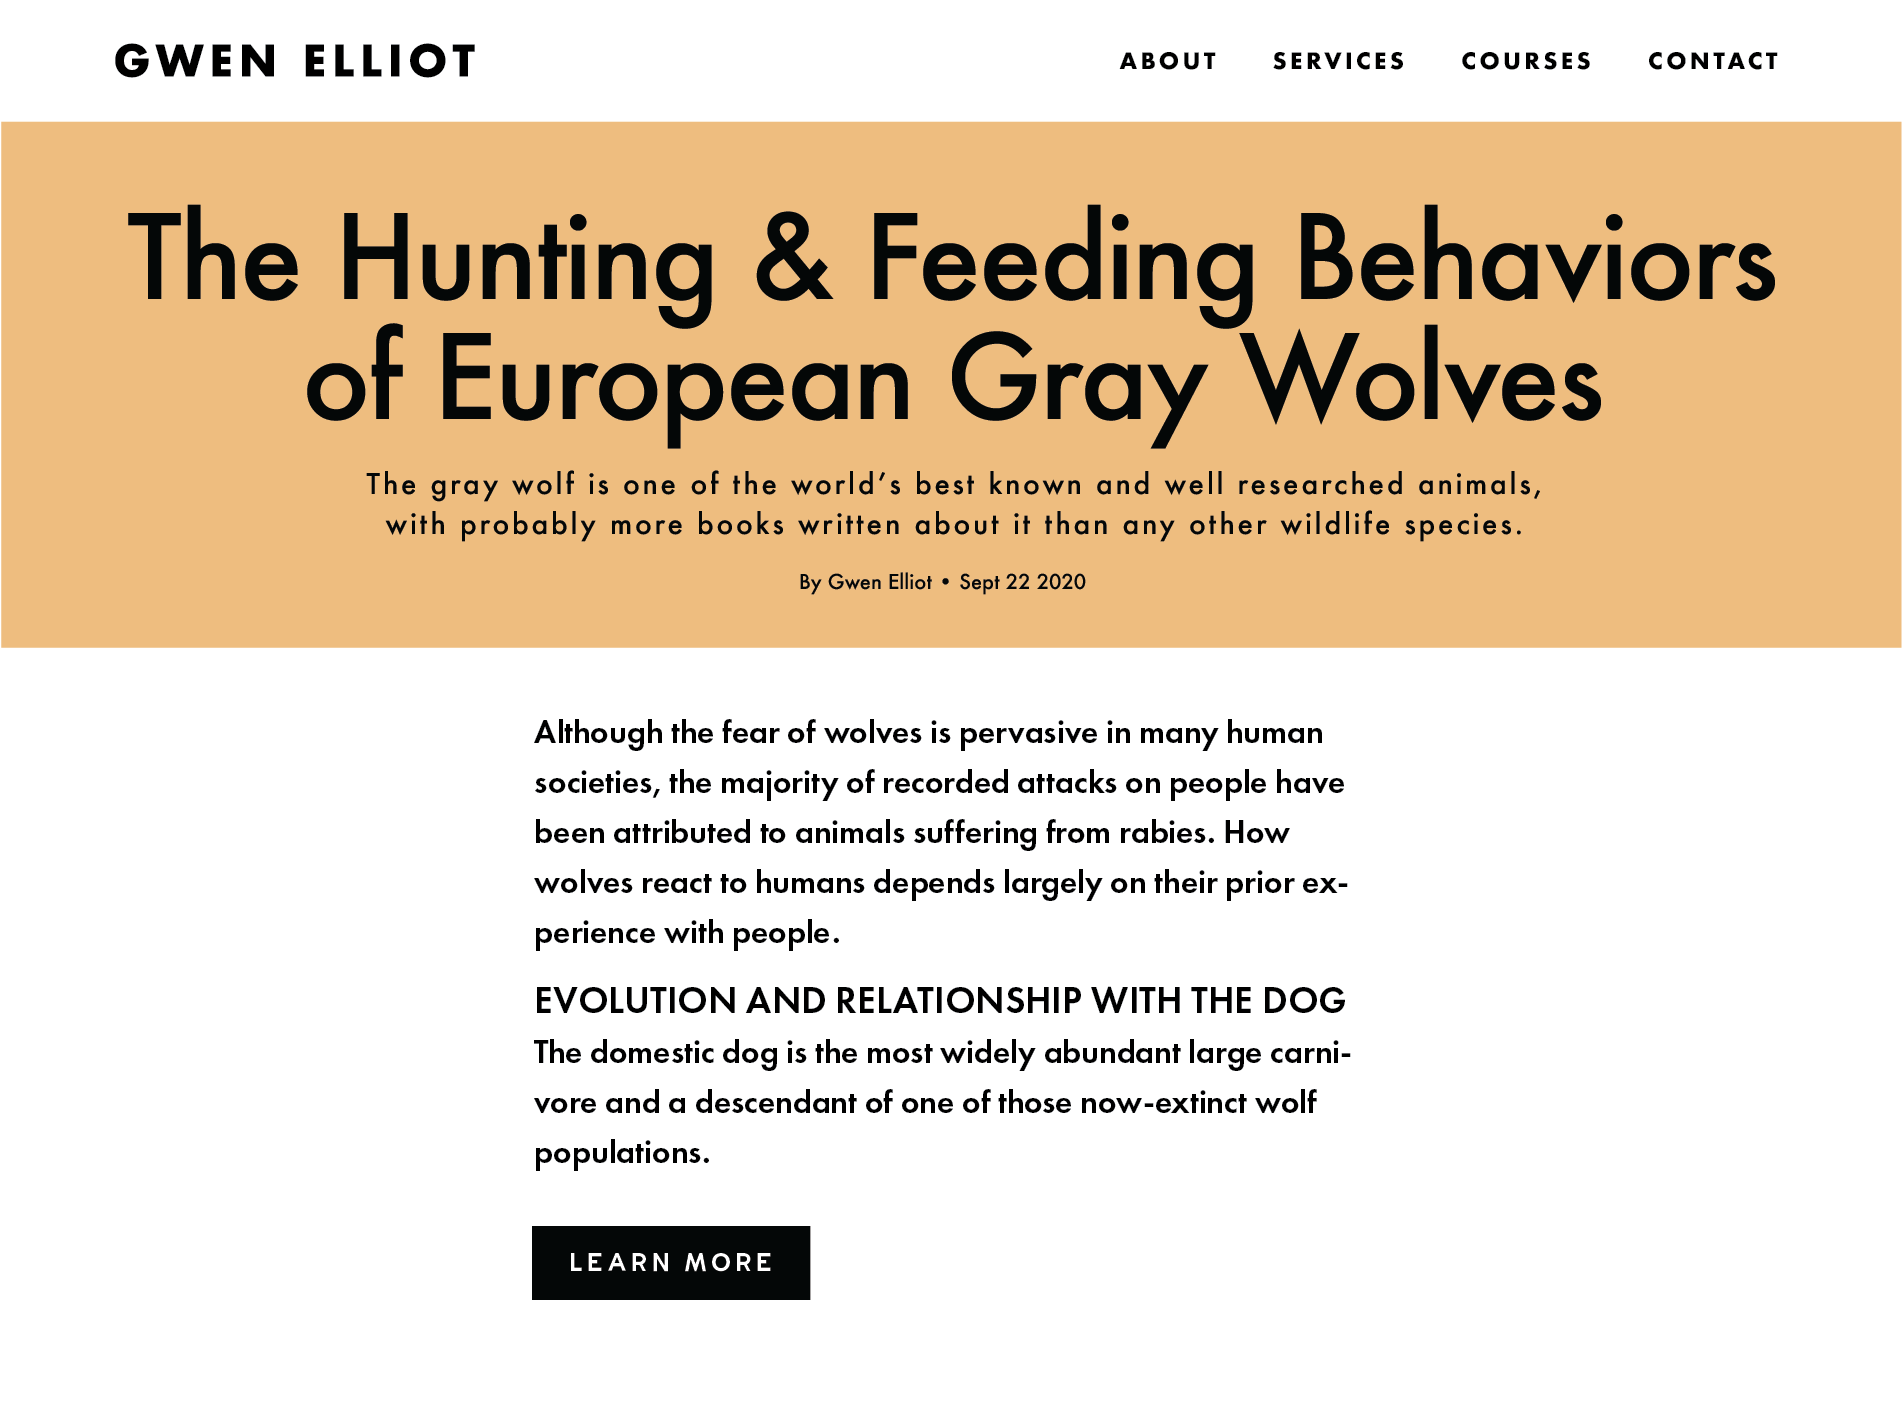 GWEN ELLIOT
ABOUT SERVICES COURSES CONTACT
The Hunting & Feeding Behaviors
of European Gray Wolves
The gray wolf is one of the world’s best known and well researched animals,
with probably more books written about it than any other wildlife species.
By Gwen Elliot • Sept 22 2020
Although the fear of wolves is pervasive in many human
societies, the majority of recorded attacks on people have
been attributed to animals suffering from rabies. How
wolves react to humans depends largely on their prior ex-
perience with people.
EVOLUTION AND RELATIONSHIP WITH THE DOG
The domestic dog is the most widely abundant large carni-
vore and a descendant of one of those now-extinct wolf
populations.
LEARN MORE